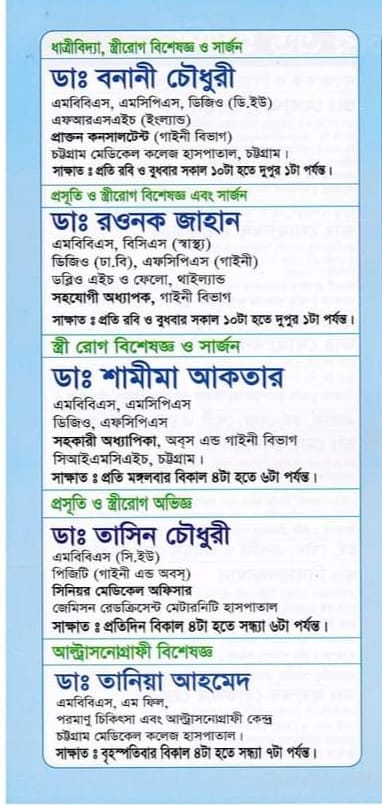 ধাত্রীবিদ্যা, স্ত্রীরোগ বিশেষজ্ঞ ও সার্জন
ডাঃ বনানী চৌধুরী
এমবিবিএস, এমসিপিএস, ডিজিও (ডি.ইউ)
এফআরএসএইচ (ইংল্যান্ড)
প্রাক্তন কনসালটেন্ট (গাইনী বিভাগ)
চট্টগ্রাম মেডিকেল কলেজ হাসপাতাল, চট্টগ্রাম।
সাক্ষাত ঃ প্রতি রবি ও বুধবার সকাল ১০টা হতে দুপুর ১টা পর্যন্ত।
প্রসূতি ও স্ত্রীরোগ বিশেষজ্ঞ এবং সার্জন
ডাঃ রওনক জাহান
এমবিবিএস, বিসিএস (স্বাস্থ্য)
ডিজিও (ঢা.বি), এফসিপিএস (গাইনী)
ডব্লিও এইচ ও ফেলো, থাইল্যান্ড
সহযোগী অধ্যাপক, গাইনী বিভাগ
সাক্ষাত ঃ প্রতি রবি ও বুধবার সকাল ১০টা হতে দুপুর ১টা পর্যন্ত।
স্ত্রী রোগ বিশেষজ্ঞ ও সার্জন
ডাঃ শামীমা আকতার
এমবিবিএস, এমসিপিএস
ডিজিও, এফসিপিএস
সহকারী অধ্যাপিকা, অব্‌স এন্ড গাইনী বিভাগ
সিআইএমসিএইচ, চট্টগ্রাম।
সাক্ষাত ঃ প্রতি মঙ্গলবার বিকাল ৪টা হতে ৬টা পর্যন্ত।
প্রসূতি ও স্ত্রীরোগ অভিজ্ঞ
ডাঃ তাসিন চৌধুরী
এমবিবিএস (সি.ইউ)
পিজিটি (গাইনী এন্ড অবস্)
সিনিয়র মেডিকেল অফিসার
জেমিসন রেডক্রিসেন্ট মেটারনিটি হাসপাতাল
সাক্ষাত ঃ প্রতিদিন বিকাল ৪টা হতে সন্ধ্যা ৬টা পর্যন্ত।
আল্ট্রাসনোগ্রাফী বিশেষজ্ঞ
ডাঃ তানিয়া আহমেদ
এমবিবিএস, এম ফিল,
পরমাণু চিকিৎসা এবং আল্ট্রাসনোগ্রাফী কেন্দ্র
চট্টগ্রাম মেডিকেল কলেজ হাসপাতাল।
সাক্ষাত ঃ বৃহস্পতিবার বিকাল ৪টা হতে সন্ধ্যা ৭টা পর্যন্ত।